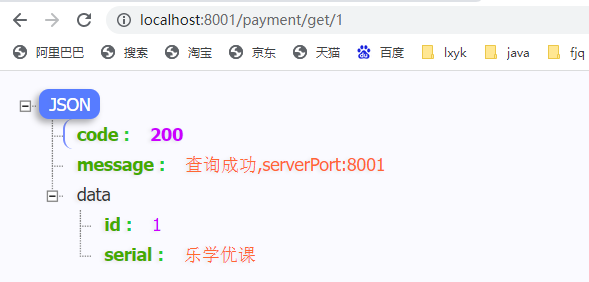 localhost:8001/payment/get/1
阿里巴巴 搜索 淘宝 京东 天猫 百度 lxyk java fjq
JSON
code : 200
message : 查询成功,serverPort:8001
data
id : 1
serial : 乐学优课